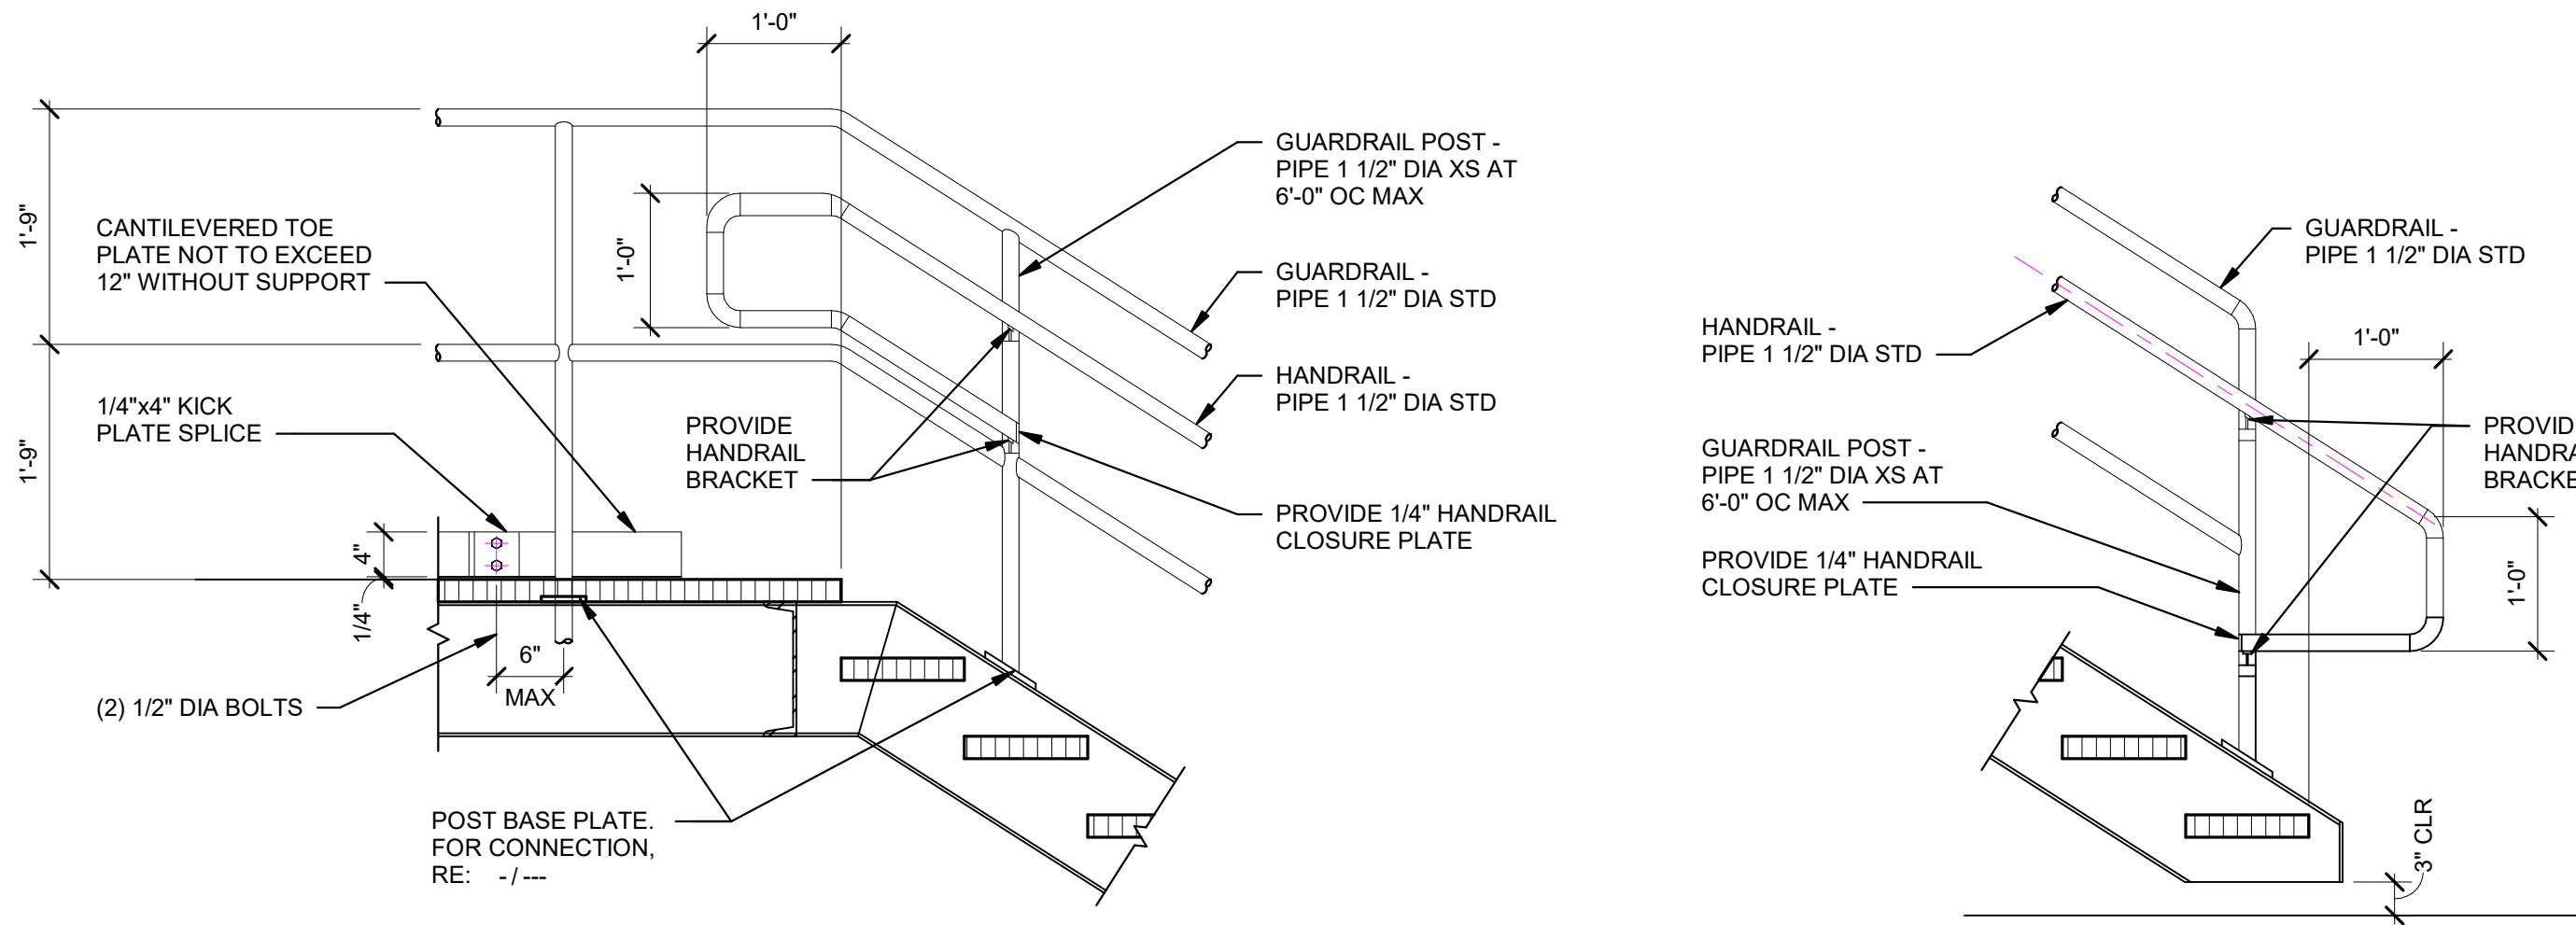 1'-0"
1'-9"
1'-9"
CANTILEVERED TOE
PLATE NOT TO EXCEED
12" WITHOUT SUPPORT
1/4"x4" KICK
PLATE SPLICE
4"
1/4"
(2) 1/2" DIA BOLTS
6"
MAX
1'-0"
PROVIDE
HANDRAIL
BRACKET
POST BASE PLATE.
FOR CONNECTION,
RE: - / ---
GUARDRAIL POST -
PIPE 1 1/2" DIA XS AT
6'-0" OC MAX
GUARDRAIL -
PIPE 1 1/2" DIA STD
HANDRAIL -
PIPE 1 1/2" DIA STD
PROVIDE 1/4" HANDRAIL
CLOSURE PLATE
GUARDRAIL -
PIPE 1 1/2" DIA STD
HANDRAIL -
PIPE 1 1/2" DIA STD
1'-0"
GUARDRAIL POST -
PIPE 1 1/2" DIA XS AT
6'-0" OC MAX
PROVIDE 1/4" HANDRAIL
CLOSURE PLATE
PROVID
HANDRA
BRACKE
1'-0"
3" CLR